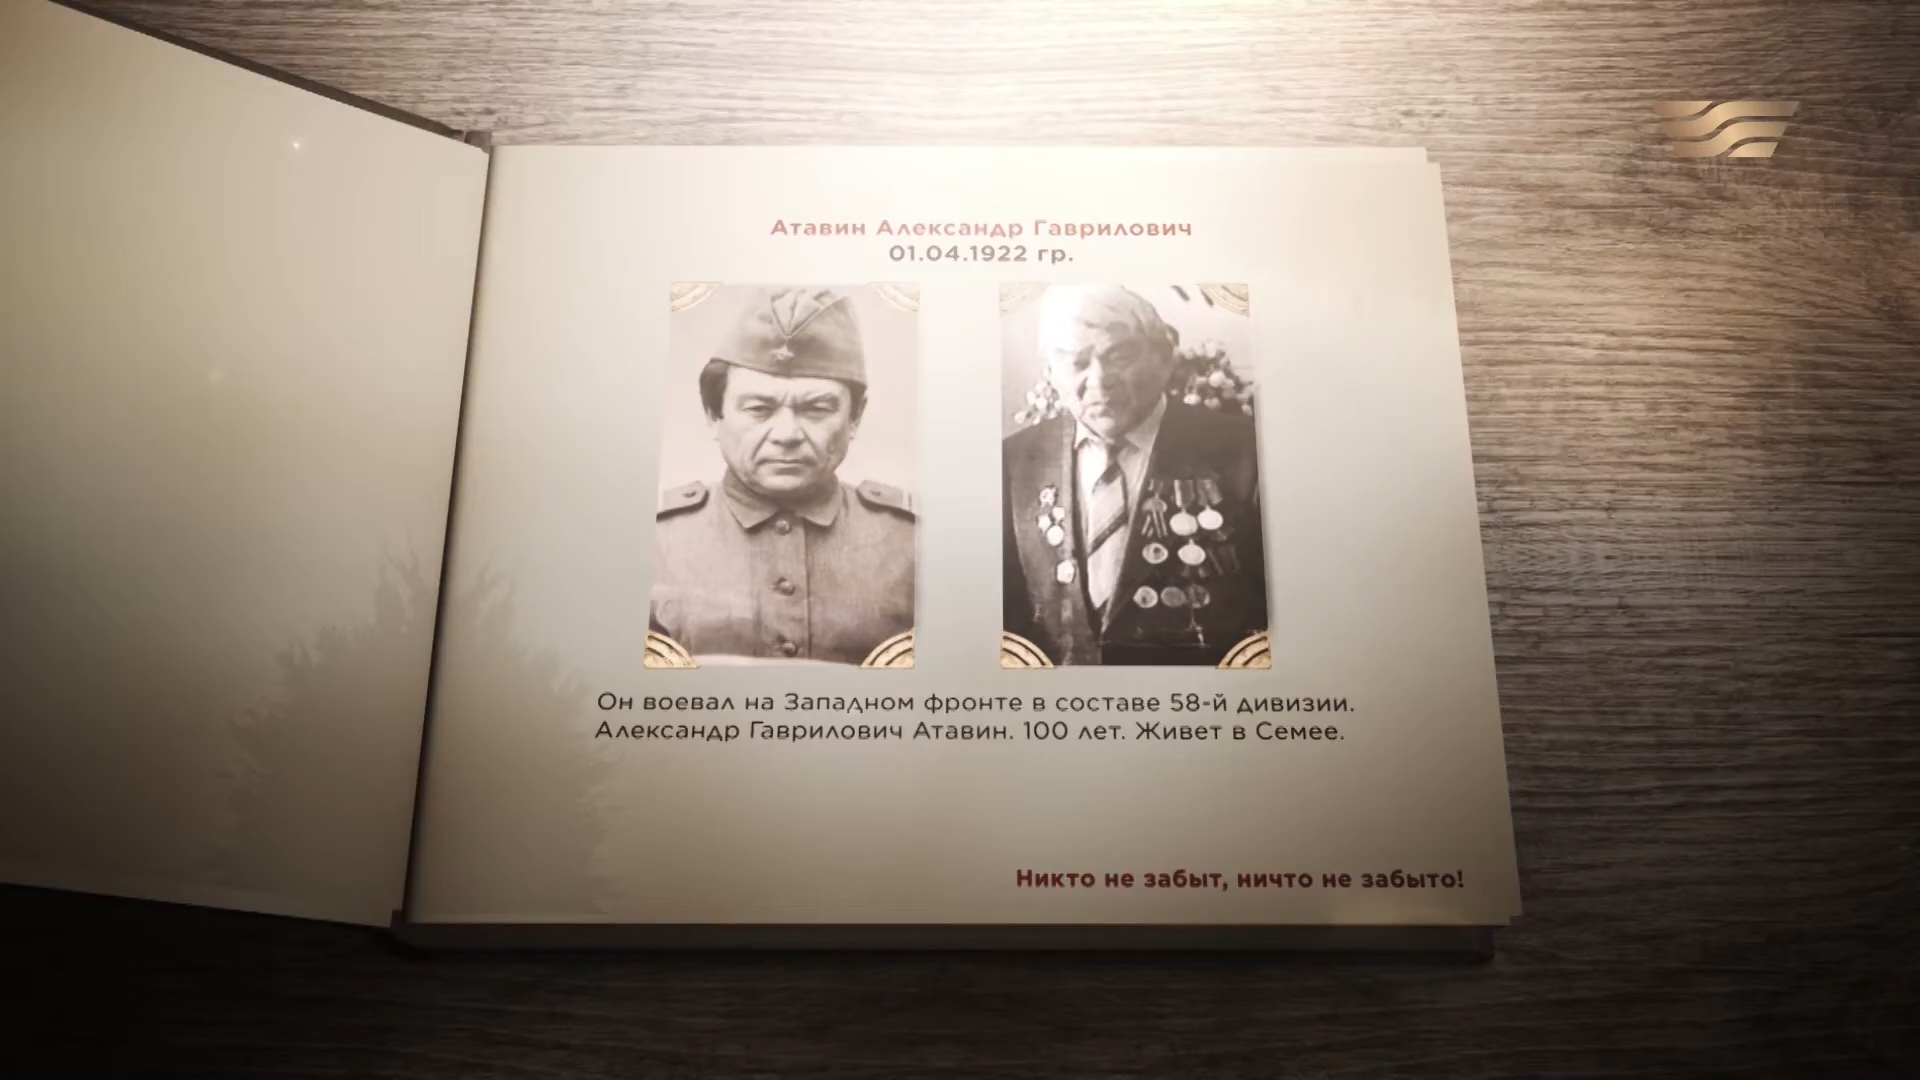 Атавин Александр Гаврилович
01.04.1922 гр.
Он воевал на Западном фронте в составе 58-й дивизии.
Александр Гаврилович Атавин. 100 лет. Живет в Семее.
Никто не забыт, ничто не забыто!